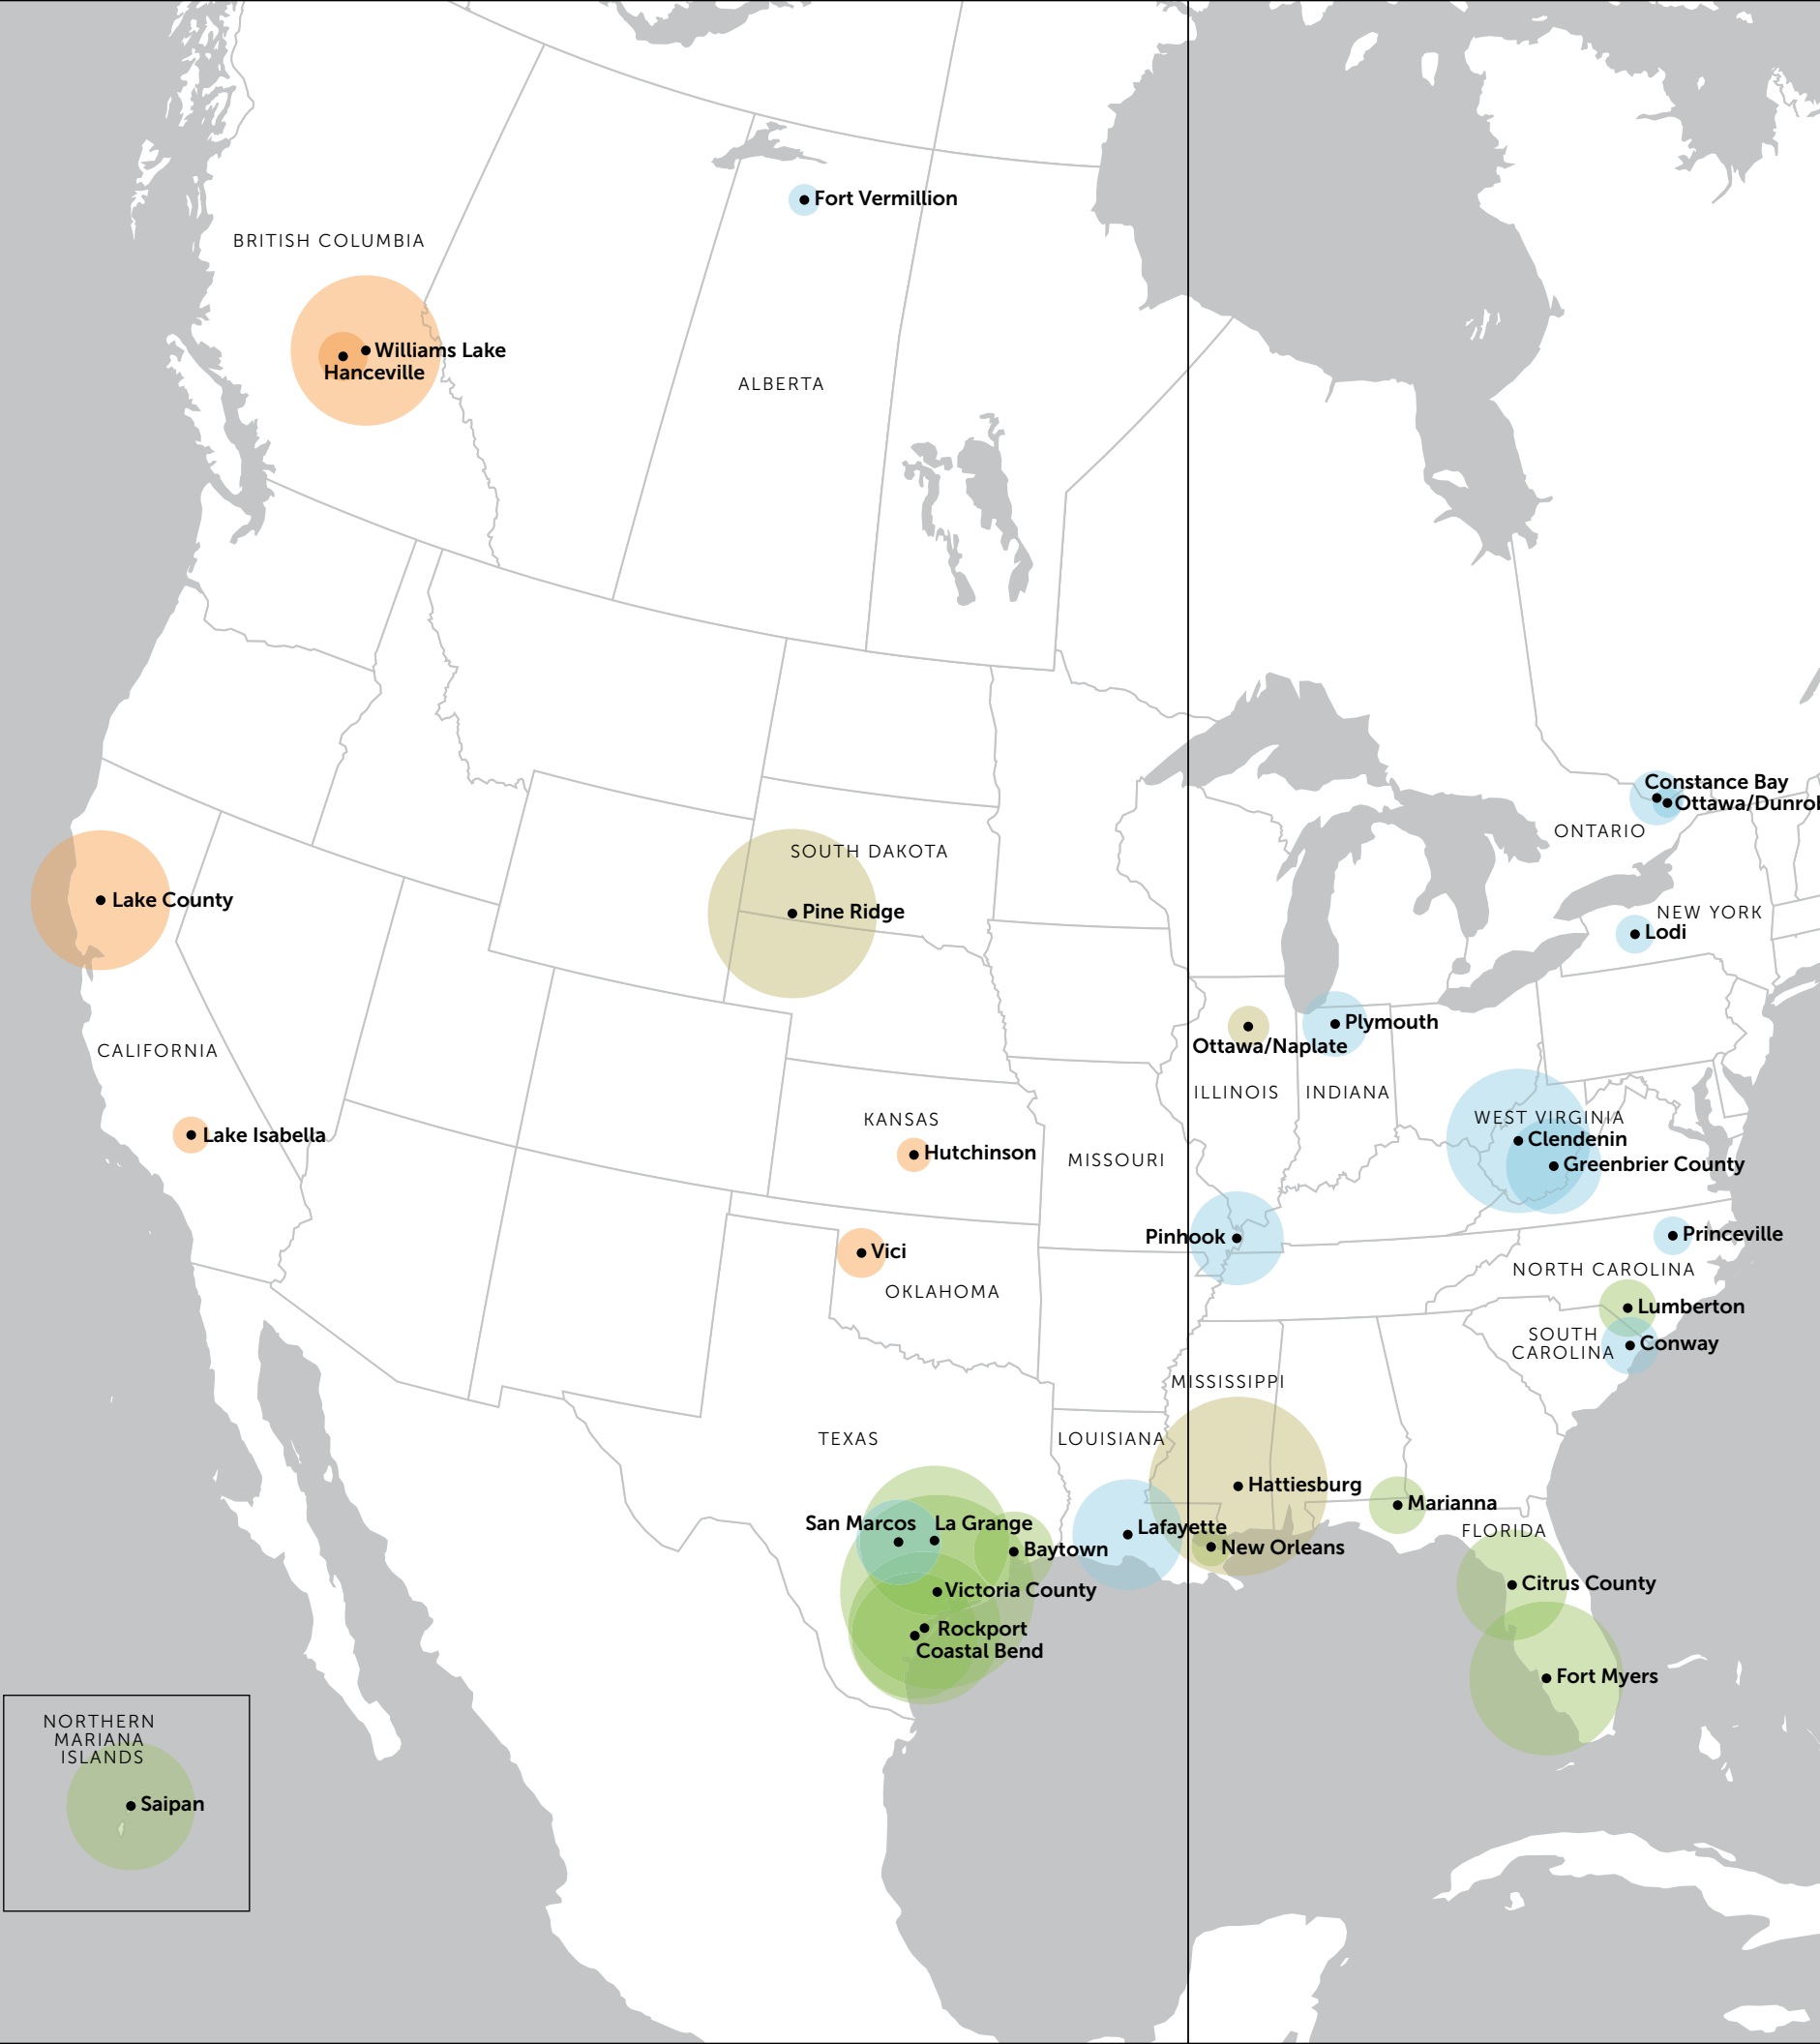 Fort Vermillion
BRITISH COLUMBIA
Williams Lake
Hanceville
ALBERTA
Constance Bay
Ottawa/Dunrol
ONTARIO
SOUTH DAKOTA
Lake County
Pine Ridge
NEW YORK
Lodi
Plymouth
Ottawa/Naplate
CALIFORNIA
ILLINOIS
INDIANA
KANSAS
WEST VIRGINIA
Lake Isabella
Clendenin
Hutchinson
MISSOURI
Greenbrier County
Pinhook
Princeville
Vici
NORTH CAROLINA
OKLAHOMA
Lumberton
SOUTH
CAROLINA
Conway
MISSISSIPPI
TEXAS
LOUISIANA
Hattiesburg
Marianna
San Marcos
La Grange
Lafayette
FLORIDA
Baytown
New Orleans
Citrus County
Victoria County
Rockport
Coastal Bend
Fort Myers
NORTHERN
MARIANA
ISLANDS
Saipan